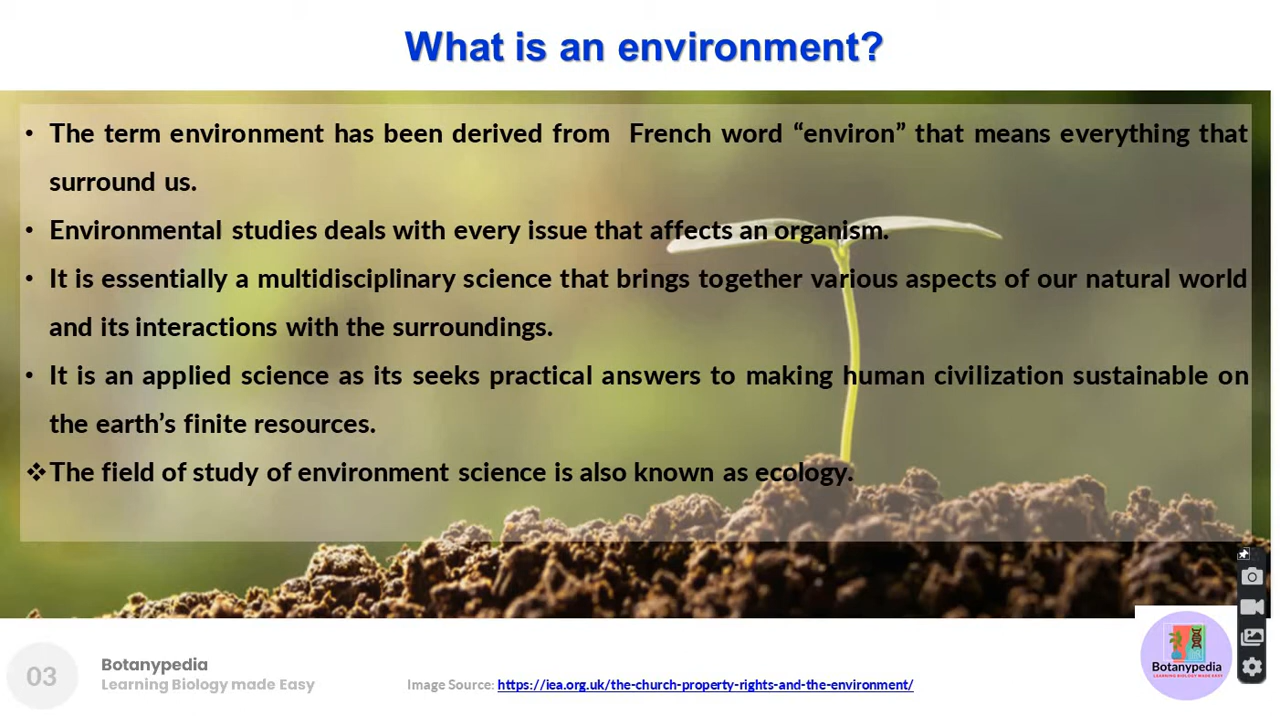 What is an environment?
• The term environment has been derived from French word “environ” that means everything that
surround us.
• Environmental studies deals with every issue that affects an organism.
• It is essentially a multidisciplinary science that brings together various aspects of our natural world
and its interactions with the surroundings.
• It is an applied science as its seeks practical answers to making human civilization sustainable on
the earth’s finite resources.
❖The field of study of environment science is also known as ecology.
03
Botanypedia
Learning Biology made Easy
Image Source: https://iea.org.uk/the-church-property-rights-and-the-environment/
Botanypedia
LEARNING BIOLOGY MADE EASY